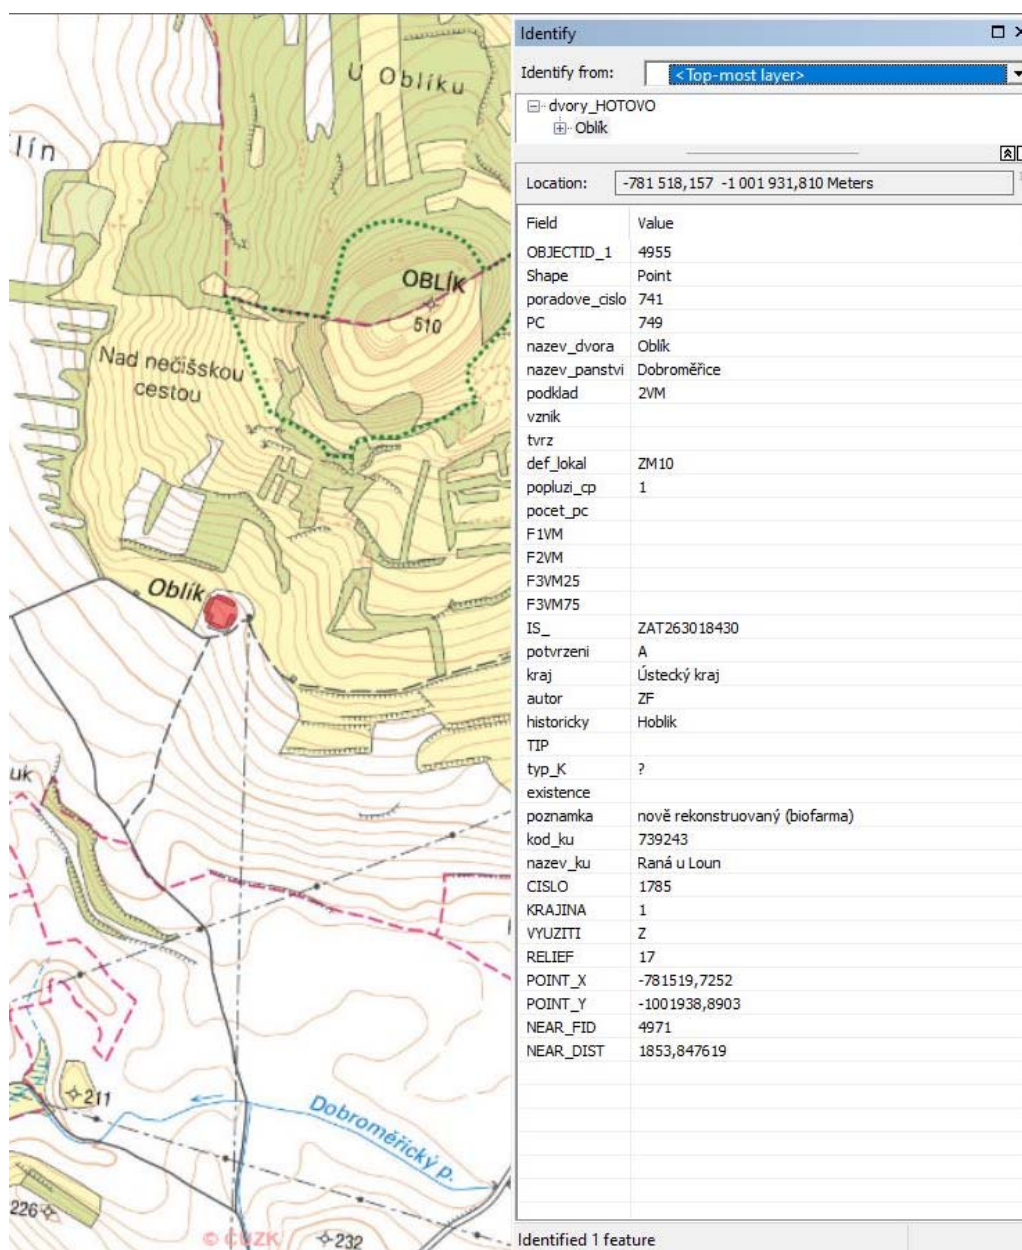 U Oblíku
lín
OBLÍK
510
Nad nečišskou
cestou
Oblík
uk
211
Dobroměřický p.
226
© ČÚZK
232
Identify
Identify from: <Top-most layer>
dvory_HOTOVO
Oblík
Location: -781 518,157 -1 001 931,810 Meters
Field Value
OBJECTID_1 4955
Shape Point
poradove_cislo 741
PC 749
nazev_dvora Oblík
nazev_panstvi Dobroměřice
podklad 2VM
vznik
tvrz
def_lokal ZM10
popluzi_cp 1
pocet_pc
F1VM
F2VM
F3VM25
F3VM75
IS_ ZAT263018430
potvrzeni A
kraj Ústecký kraj
autor ZF
historicky Hoblik
TIP
typ_K ?
existence
poznamka nově rekonstruovaný (biofarma)
kod_ku 739243
nazev_ku Raná u Loun
CISLO 1785
KRAJINA 1
VYUZITI Z
RELIEF 17
POINT_X -781519,7252
POINT_Y -1001938,8903
NEAR_FID 4971
NEAR_DIST 1853,847619
Identified 1 feature